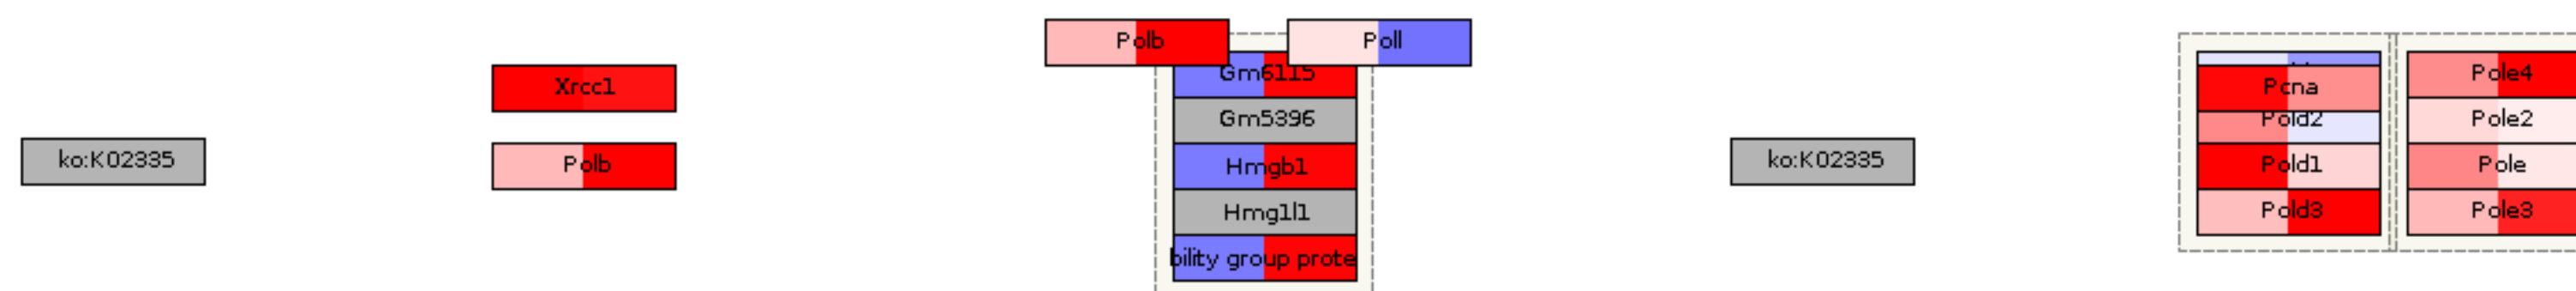 Polb
Poll
Gm6115
Pole4
Xrcc1
Pcna
Gm5396
Pold2
Pole2
ko:K02335
Polb
Hmgb1
ko:K02335
Pold1
Pole
Hmg1l1
Pold3
Pole3
bility group prote